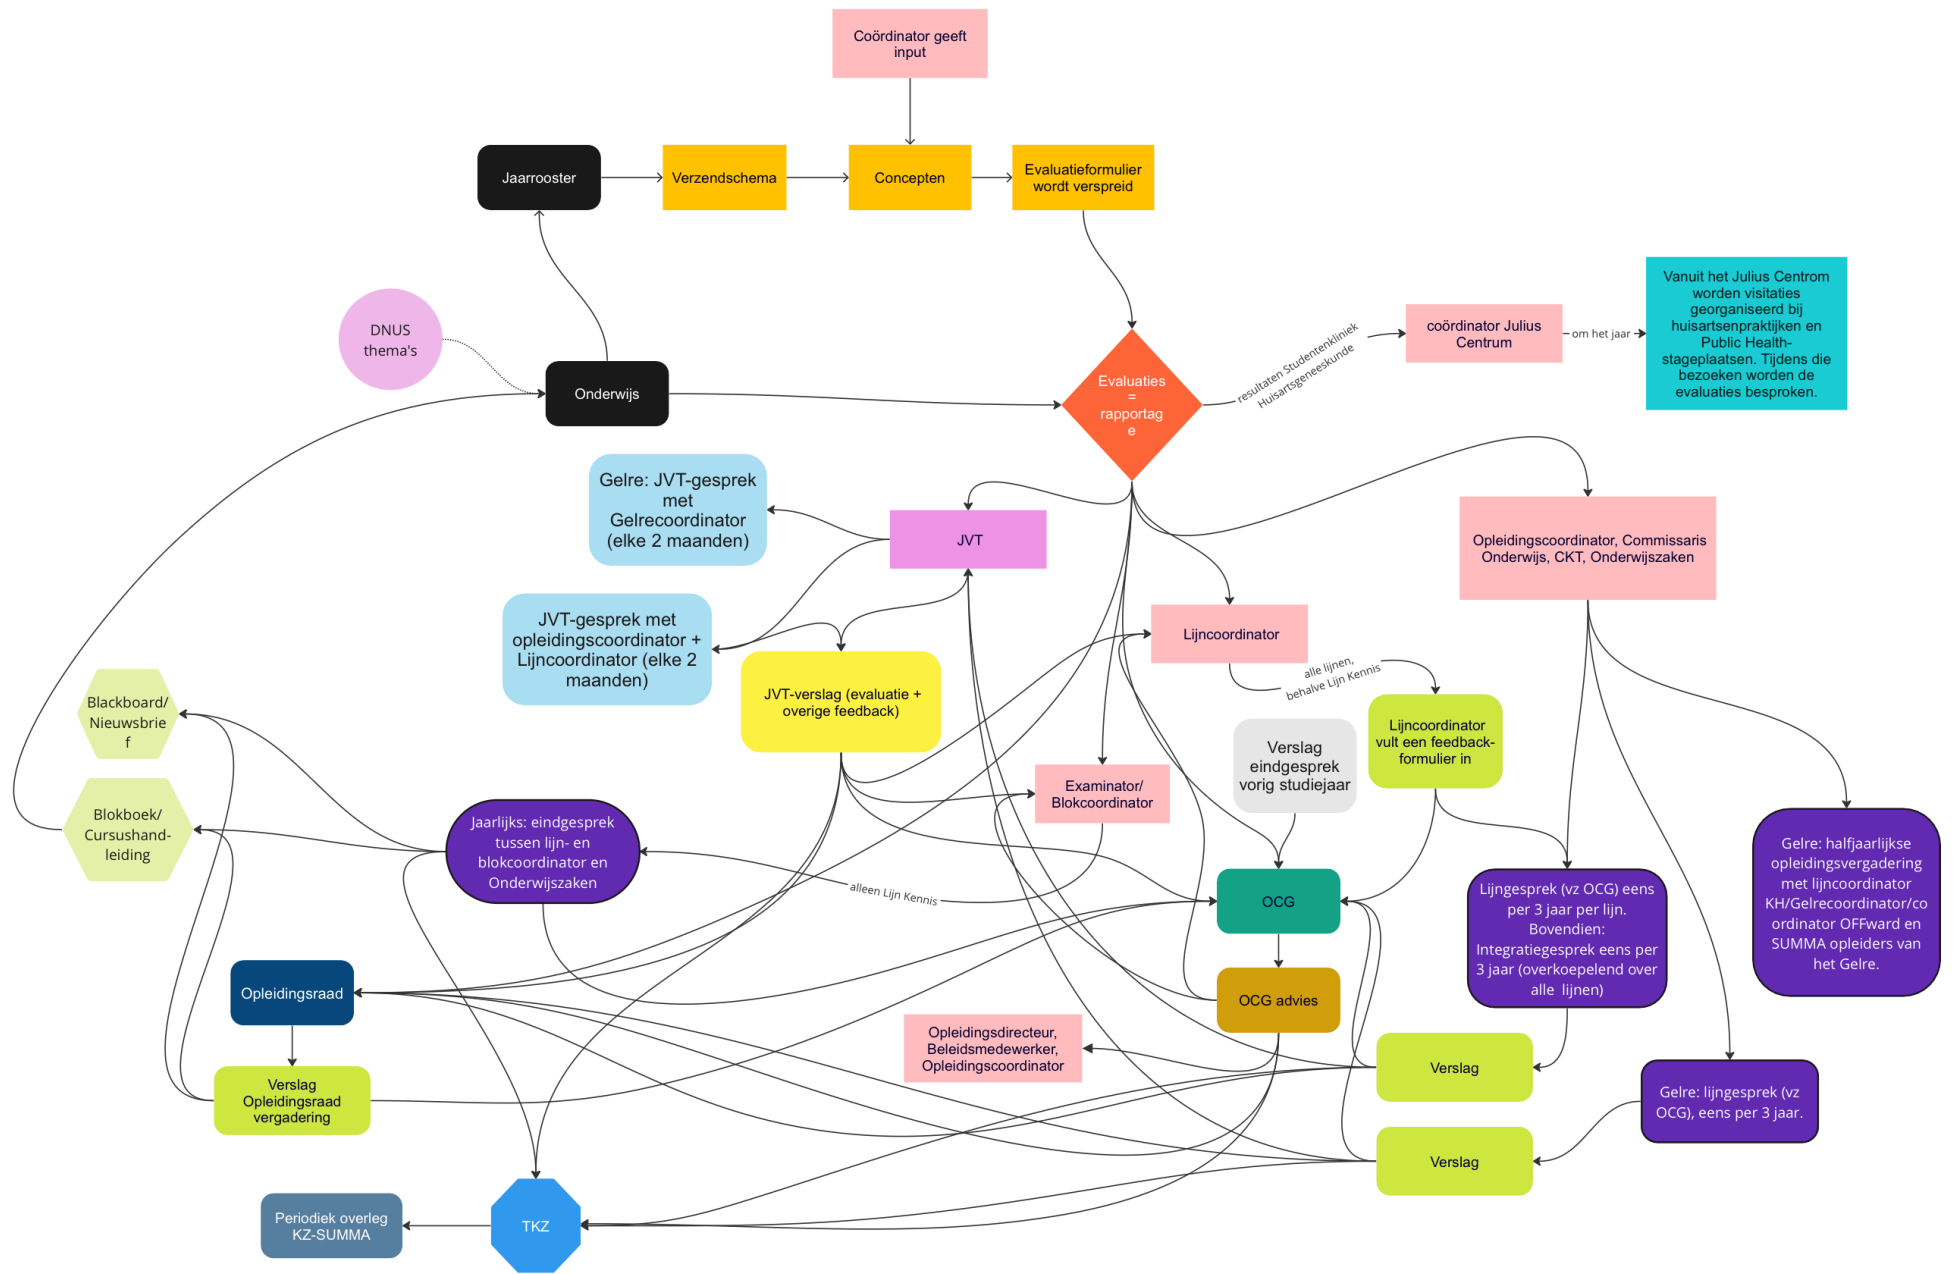 Coördinator geeft
input
Jaarrooster
Verzendschema
Concepten
Evaluatieformulier
wordt verspreid
DNUS
thema's
Onderwijs
Evaluaties
=
rapportag
e
resultaten Studentenkliniek
Huisartsgeneeskunde
coördinator Julius
Centrum
om het jaar
Vanuit het Julius Centrom
worden visitaties
georganiseerd bij
huisartsenpraktijken en
Public Health-
stageplaatsen. Tijdens die
bezoeken worden de
evaluaties besproken.
Gelre: JVT-gesprek
met
Gelrecoordinator
(elke 2 maanden)
JVT
Opleidingscoordinator, Commissaris
Onderwijs, CKT, Onderwijszaken
JVT-gesprek met
opleidingscoordinator +
Lijncoordinator (elke 2
maanden)
Lijncoordinator
alle lijnen,
behalve Lijn Kennis
JVT-verslag (evaluatie +
overige feedback)
Blackboard/
Nieuwsbrie
f
Verslag
eindgesprek
vorig studiejaar
Lijncoordinator
vult een feedback-
formulier in
Examinator/
Blokcoordinator
Blokboek/
Cursushand-
leiding
Jaarlijks: eindgesprek
tussen lijn- en
blokcoordinator en
Onderwijszaken
alleen Lijn Kennis
OCG
Lijngesprek (vz OCG) eens
per 3 jaar per lijn.
Bovendien:
Integratiegesprek eens per
3 jaar (overkoepelend over
alle lijnen)
Gelre: halfjaarlijkse
opleidingsvergadering
met lijncoordinator
KH/Gelrecoordinator/co
ordinator OFFward en
SUMMA opleiders van
het Gelre.
Opleidingsraad
OCG advies
Opleidingsdirecteur,
Beleidsmedewerker,
Opleidingscoordinator
Verslag
Verslag
Opleidingsraad
vergadering
Gelre: lijngesprek (vz
OCG), eens per 3 jaar.
Verslag
Periodiek overleg
KZ-SUMMA
TKZ